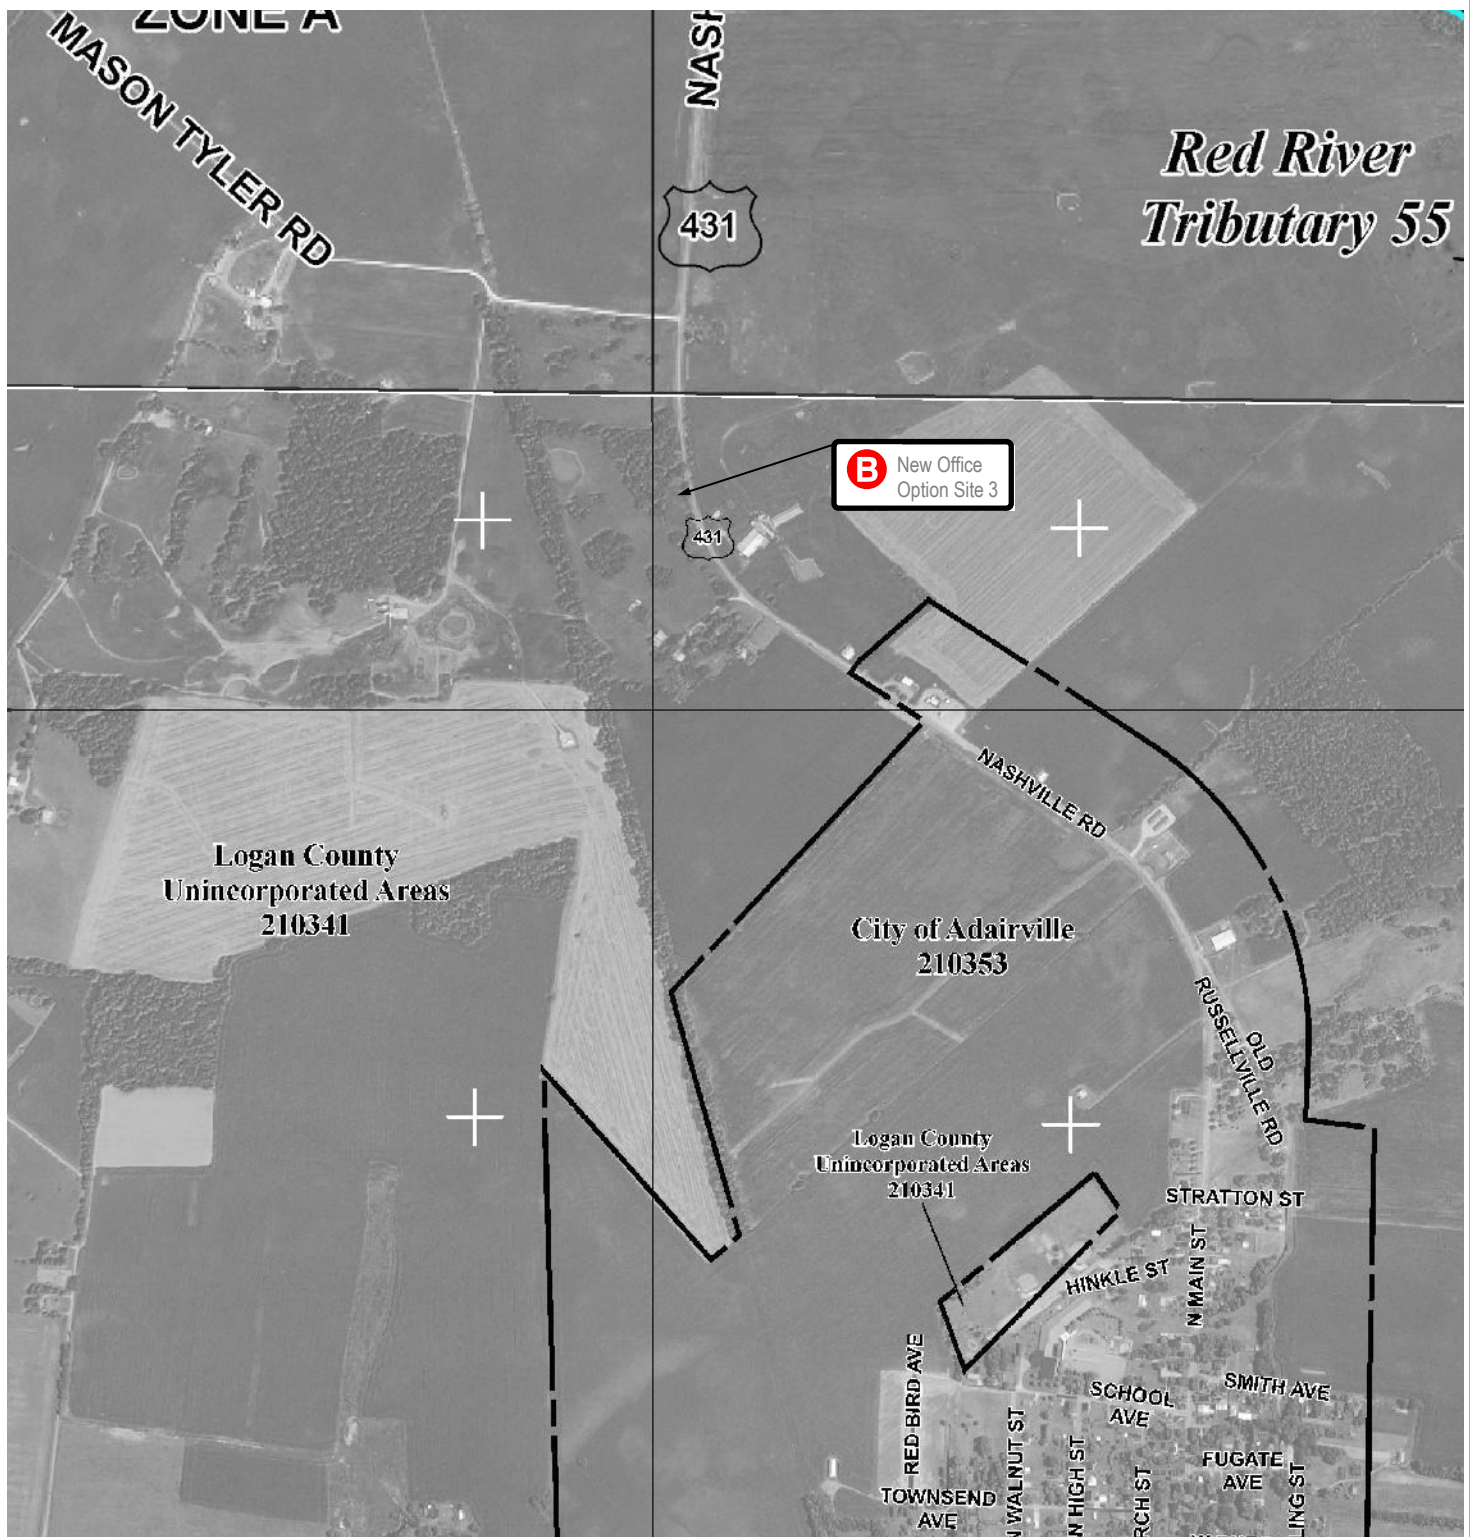 ZONE A
MASON TYLER RD
NASH
431
Red River
Tributary 55
B
New Office
Option Site 3
431
NASHVILLE RD
Logan County
Unincorporated Areas
210341
City of Adairville
210353
OLD
RUSSELLVILLE RD
Logan County
Unincorporated Areas
210341
STRATTON ST
HINKLE ST
N MAIN ST
RED BIRD AVE
SCHOOL
AVE
SMITH AVE
N WALNUT ST
N HIGH ST
RCH ST
FUGATE
AVE
ING ST
TOWNSEND
AVE